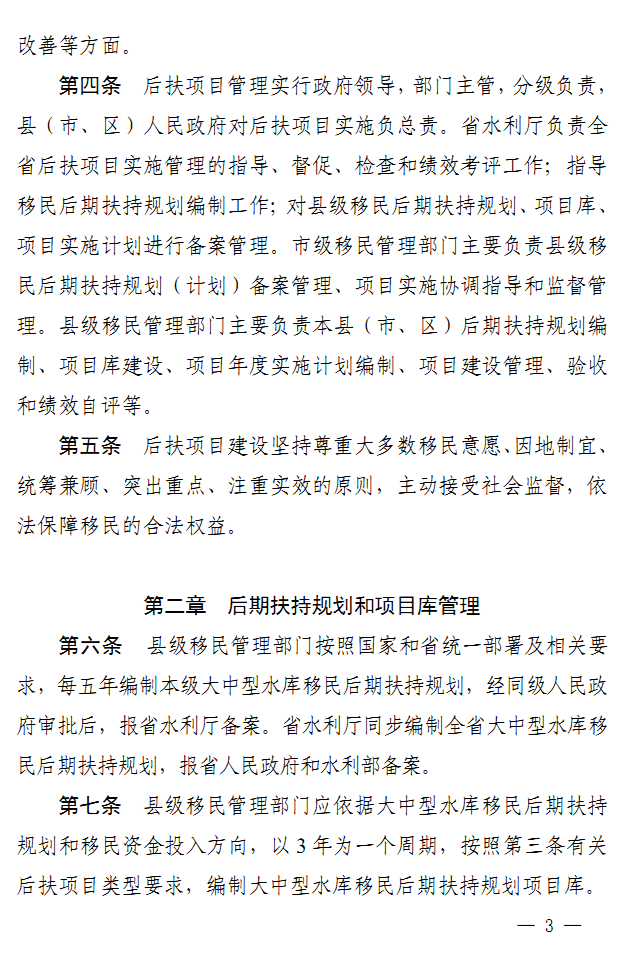 改善等方面。
第四条　后扶项目管理实行政府领导，部门主管，分级负责，
县（市、区）人民政府对后扶项目实施负总责。省水利厅负责全
省后扶项目实施管理的指导、督促、检查和绩效考评工作；指导
移民后期扶持规划编制工作；对县级移民后期扶持规划、项目库、
项目实施计划进行备案管理。市级移民管理部门主要负责县级移
民后期扶持规划（计划）备案管理、项目实施协调指导和监督管
理。县级移民管理部门主要负责本县（市、区）后期扶持规划编
制、项目库建设、项目年度实施计划编制、项目建设管理、验收
和绩效自评等。
第五条　后扶项目建设坚持尊重大多数移民意愿、因地制宜、
统筹兼顾、突出重点、注重实效的原则，主动接受社会监督，依
法保障移民的合法权益。
第二章　后期扶持规划和项目库管理
第六条　县级移民管理部门按照国家和省统一部署及相关要
求，每五年编制本级大中型水库移民后期扶持规划，经同级人民政
府审批后，报省水利厅备案。省水利厅同步编制全省大中型水库移
民后期扶持规划，报省人民政府和水利部备案。
第七条　县级移民管理部门应依据大中型水库移民后期扶持
规划和移民资金投入方向，以 3 年为一个周期，按照第三条有关
后扶项目类型要求，编制大中型水库移民后期扶持规划项目库。
— 3 —